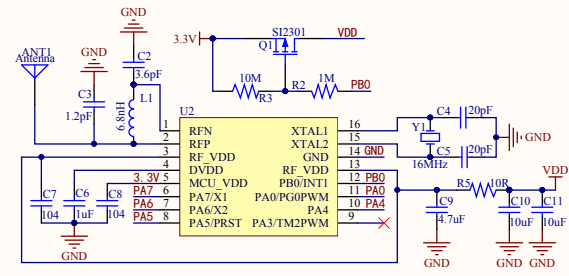 GND
SI2301
3.3V
VDD
Q1
ANT1
Antenna
GND
C2
3.6pF
10M
R3
R2
1M
PB0
C3
1.2pF
6.8nH
L1
U2
1 RFN XTAL1 16
2 RFP XTAL2 15
3 RF_VDD GND 14 GND
4 DVDD RF_VDD 13
3.3V 5 MCU_VDD PB0/INT1 12 PB0
PA7 6 PA7/X1 PA0/PG0PWM 11 PA0
PA6 7 PA6/X2 PA4 10 PA4
PA5 8 PA5/PRST PA3/TM2PWM 9
C4
20pF
Y1
GND
C5
20pF
16MHz
C7
104
C6
1uF
C8
104
GND
R5
10R
VDD
C9
4.7uF
C10
10uF
C11
10uF
GND
GND
GND